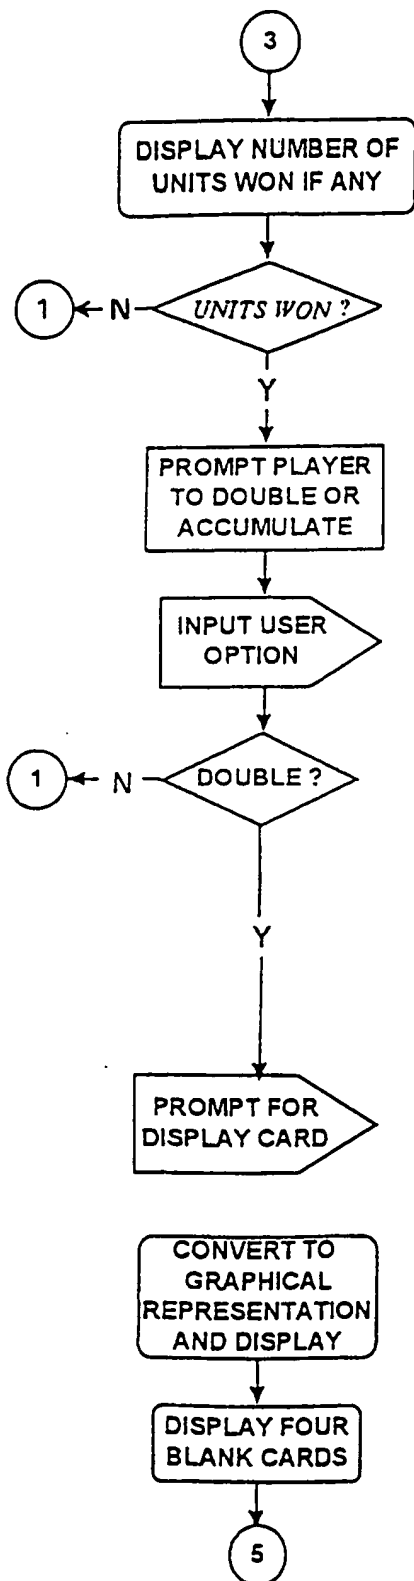 3
DISPLAY NUMBER OF
UNITS WON IF ANY
1
N
UNITS WON ?
Y
PROMPT PLAYER
TO DOUBLE OR
ACCUMULATE
INPUT USER
OPTION
1
N
DOUBLE ?
Y
PROMPT FOR
DISPLAY CARD
CONVERT TO
GRAPHICAL
REPRESENTATION
AND DISPLAY
DISPLAY FOUR
BLANK CARDS
5